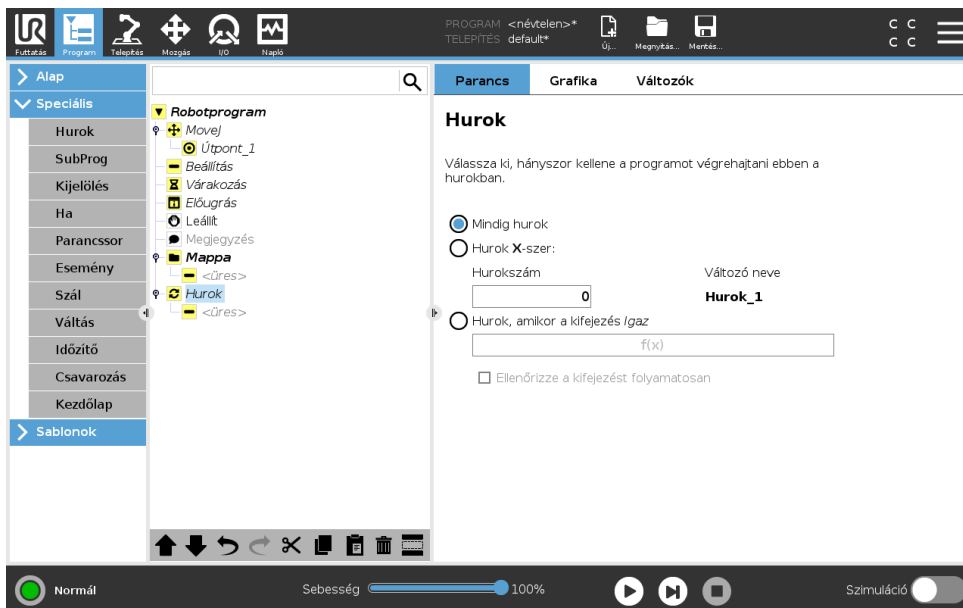 Futtatás
Program
Telepítés
Mozgás
I/O
Napló
PROGRAM <névtelen>*
TELEPÍTÉS default*
Új...
Megnyitás...
Mentés...
C C
C C
Alap
Speciális
Hurok
SubProg
Kijelölés
Ha
Parancssor
Esemény
Szál
Váltás
Időzítő
Csavarozás
Kezdőlap
Sablonok
Robotprogram
MoveJ
Útpont_1
Beállítás
Várakozás
Előugrás
Leállít
Megjegyzés
Mappa
<üres>
Hurok
<üres>
Parancs
Grafika
Változók
Hurok
Válassza ki, hányszor kellene a programot végrehajtani ebben a
hurokban.
Mindig hurok
Hurok X-szer:
Hurokszám
Változó neve
0
Hurok_1
Hurok, amikor a kifejezés Igaz
f(x)
Ellenőrizze a kifejezést folyamatosan
Normál
Sebesség
100%
Szimuláció